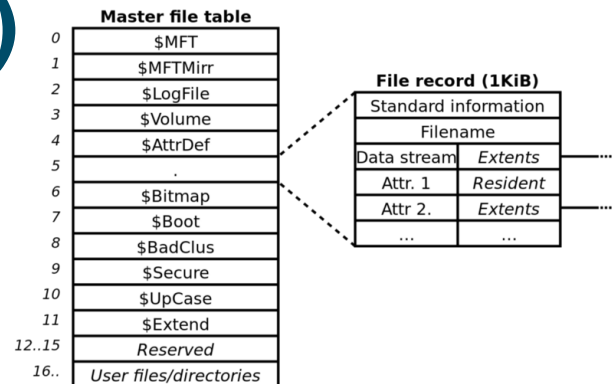 Master file table
0 $MFT
1 $MFTMirr
2 $LogFile
3 $Volume
4 $AttrDef
5 .
6 $Bitmap
7 $Boot
8 $BadClus
9 $Secure
10 $UpCase
11 $Extend
12..15 Reserved
16.. User files/directories
File record (1KiB)
Standard information
Filename
Data stream Extents
Attr. 1 Resident
Attr 2. Extents
... ...